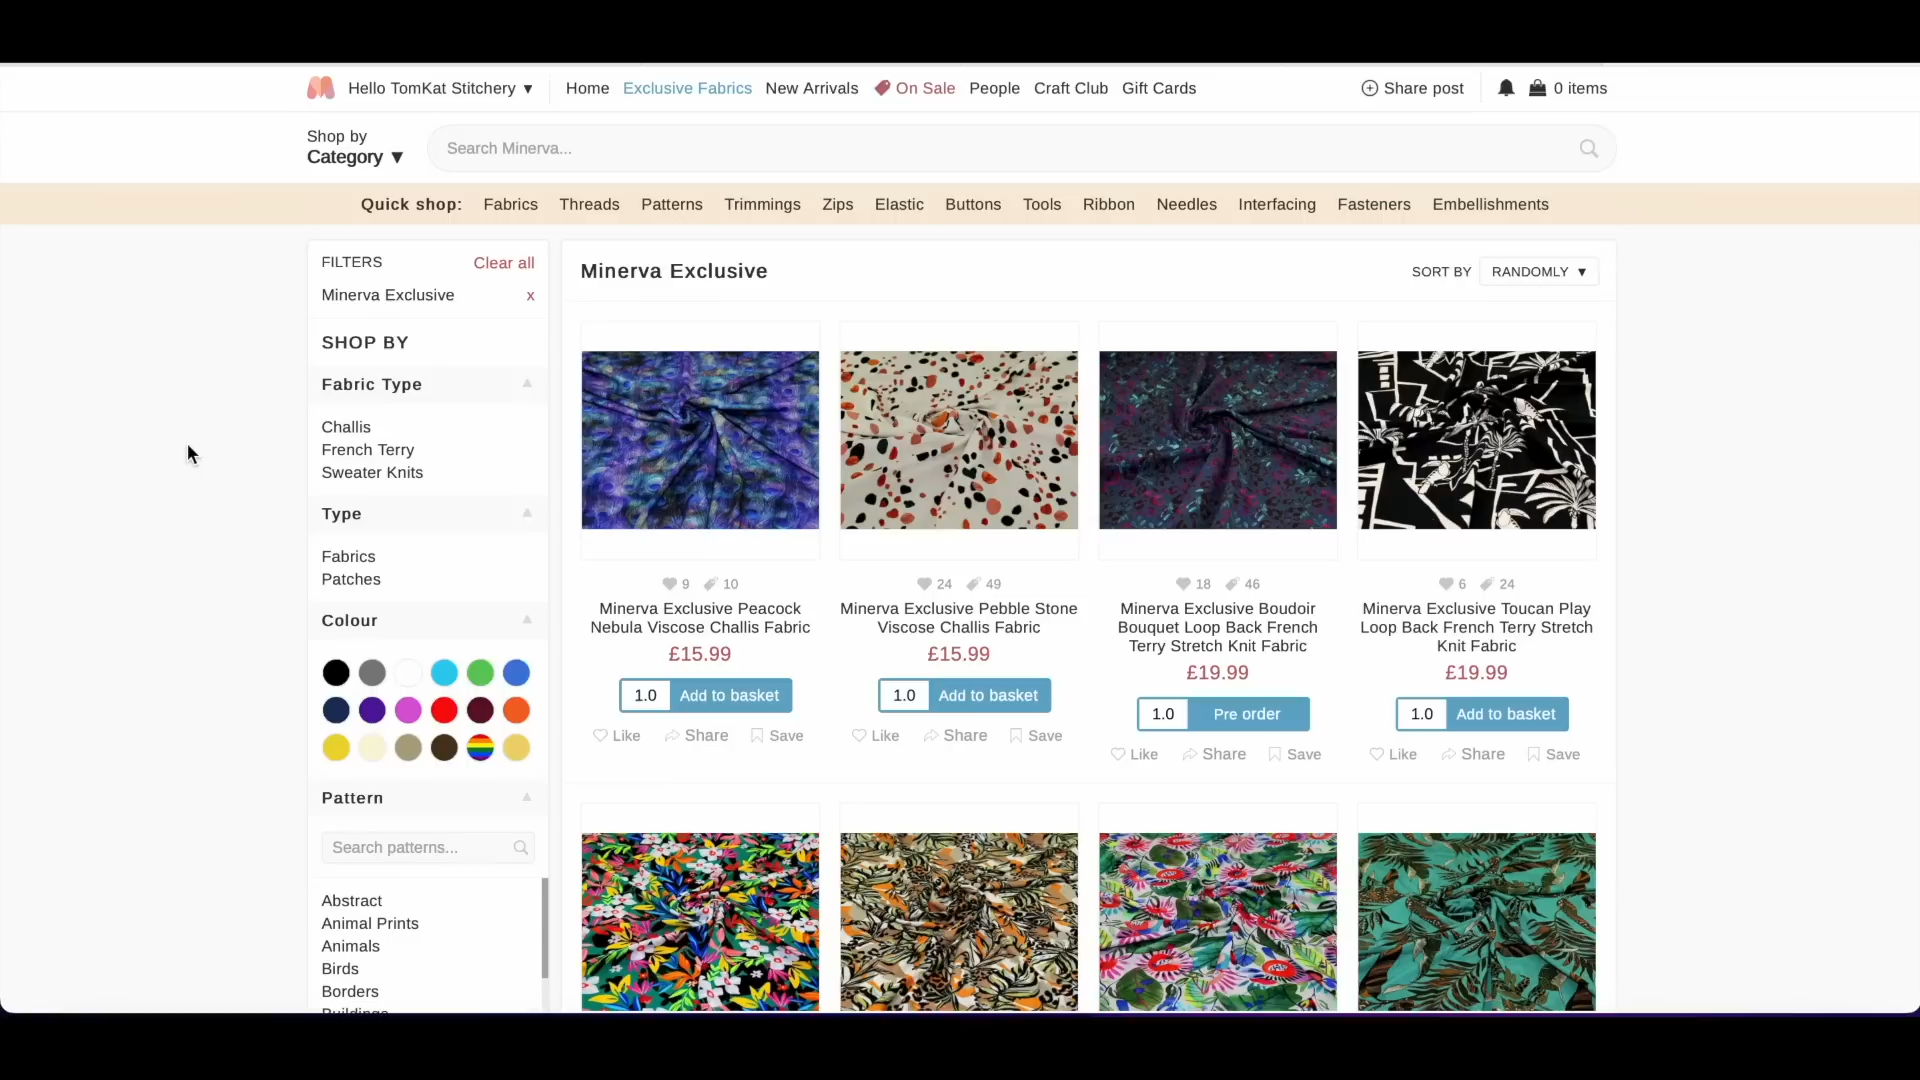 Hello TomKat Stitchery ▼ Home Exclusive Fabrics New Arrivals On Sale People Craft Club Gift Cards Share post 0 items
Shop by
Category ▼
Search Minerva...
Quick shop: Fabrics Threads Patterns Trimmings Zips Elastic Buttons Tools Ribbon Needles Interfacing Fasteners Embellishments
FILTERS Clear all
Minerva Exclusive x
SHOP BY
Fabric Type
Challis
French Terry
Sweater Knits
Type
Fabrics
Patches
Colour
Pattern
Search patterns...
Abstract
Animal Prints
Animals
Birds
Borders
Buildings
Minerva Exclusive
SORT BY RANDOMLY ▼
9 10
Minerva Exclusive Peacock
Nebula Viscose Challis Fabric
£15.99
1.0 Add to basket
Like Share Save
24 49
Minerva Exclusive Pebble Stone
Viscose Challis Fabric
£15.99
1.0 Add to basket
Like Share Save
18 46
Minerva Exclusive Boudoir
Bouquet Loop Back French
Terry Stretch Knit Fabric
£19.99
1.0 Pre order
Like Share Save
6 24
Minerva Exclusive Toucan Play
Loop Back French Terry Stretch
Knit Fabric
£19.99
1.0 Add to basket
Like Share Save